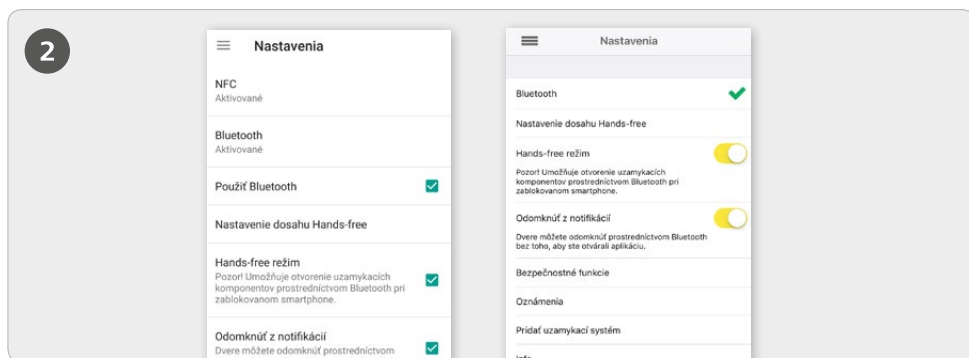 2
Nastavenia
NFC
Aktivované
Bluetooth
Aktivované
Použiť Bluetooth
Nastavenie dosahu Hands-free
Hands-free režim
Pozor! Umožňuje otvorenie uzamykacích
komponentov prostredníctvom Bluetooth pri
zablokovanom smartphone.
Odomknúť z notifikácií
Dvere môžete odomknúť prostredníctvom
Nastavenia
Bluetooth
Nastavenie dosahu Hands-free
Hands-free režim
Pozor! Umožňuje otvorenie uzamykacích
komponentov prostredníctvom Bluetooth pri
zablokovanom smartphone.
Odomknúť z notifikácií
Dvere môžete odomknúť prostredníctvom Bluetooth
bez toho, aby ste otvárali aplikáciu.
Bezpečnostné funkcie
Oznámenia
Pridať uzamykací systém